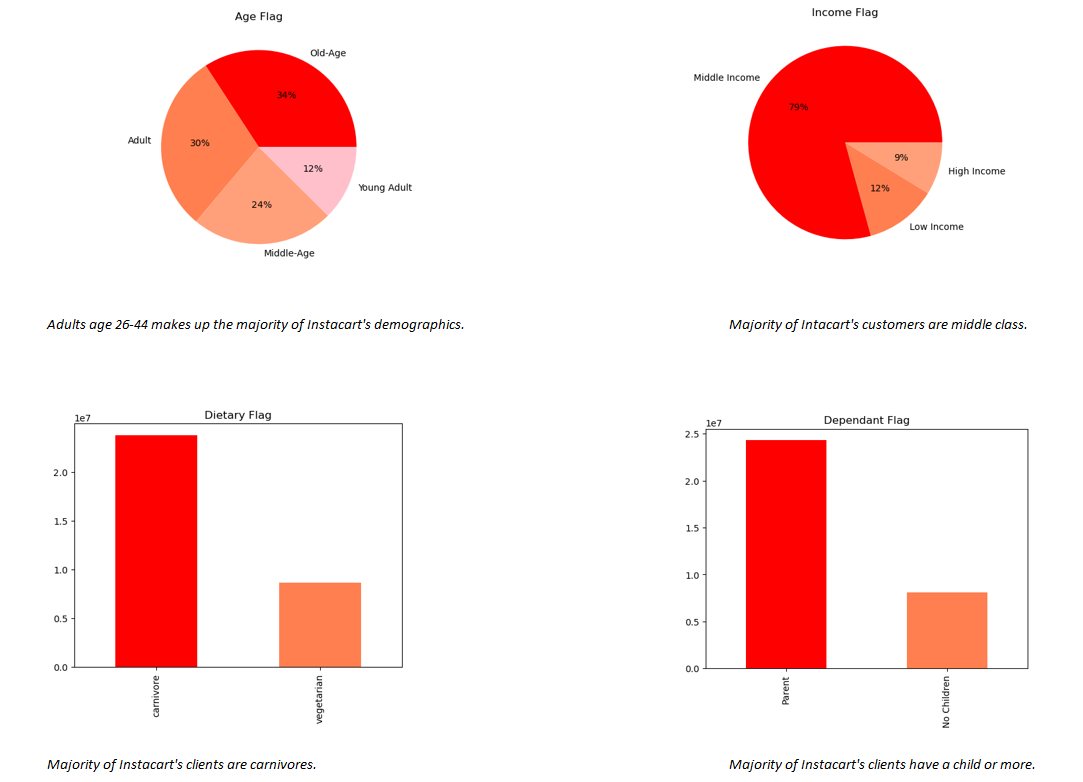 Age Flag
Old-Age
34%
Adult
30%
12%
Young Adult
24%
Middle-Age
Income Flag
Middle Income
79%
9%
High Income
12%
Low Income
Adults age 26-44 makes up the majority of Instacart's demographics.
Majority of Intacart's customers are middle class.
Dietary Flag
1e7
2.0
1.5
1.0
0.5
0.0
carnivore
vegetarian
Dependant Flag
1e7
2.5
2.0
1.5
1.0
0.5
0.0
Parent
No Children
Majority of Instacart's clients are carnivores.
Majority of Instacart's clients have a child or more.